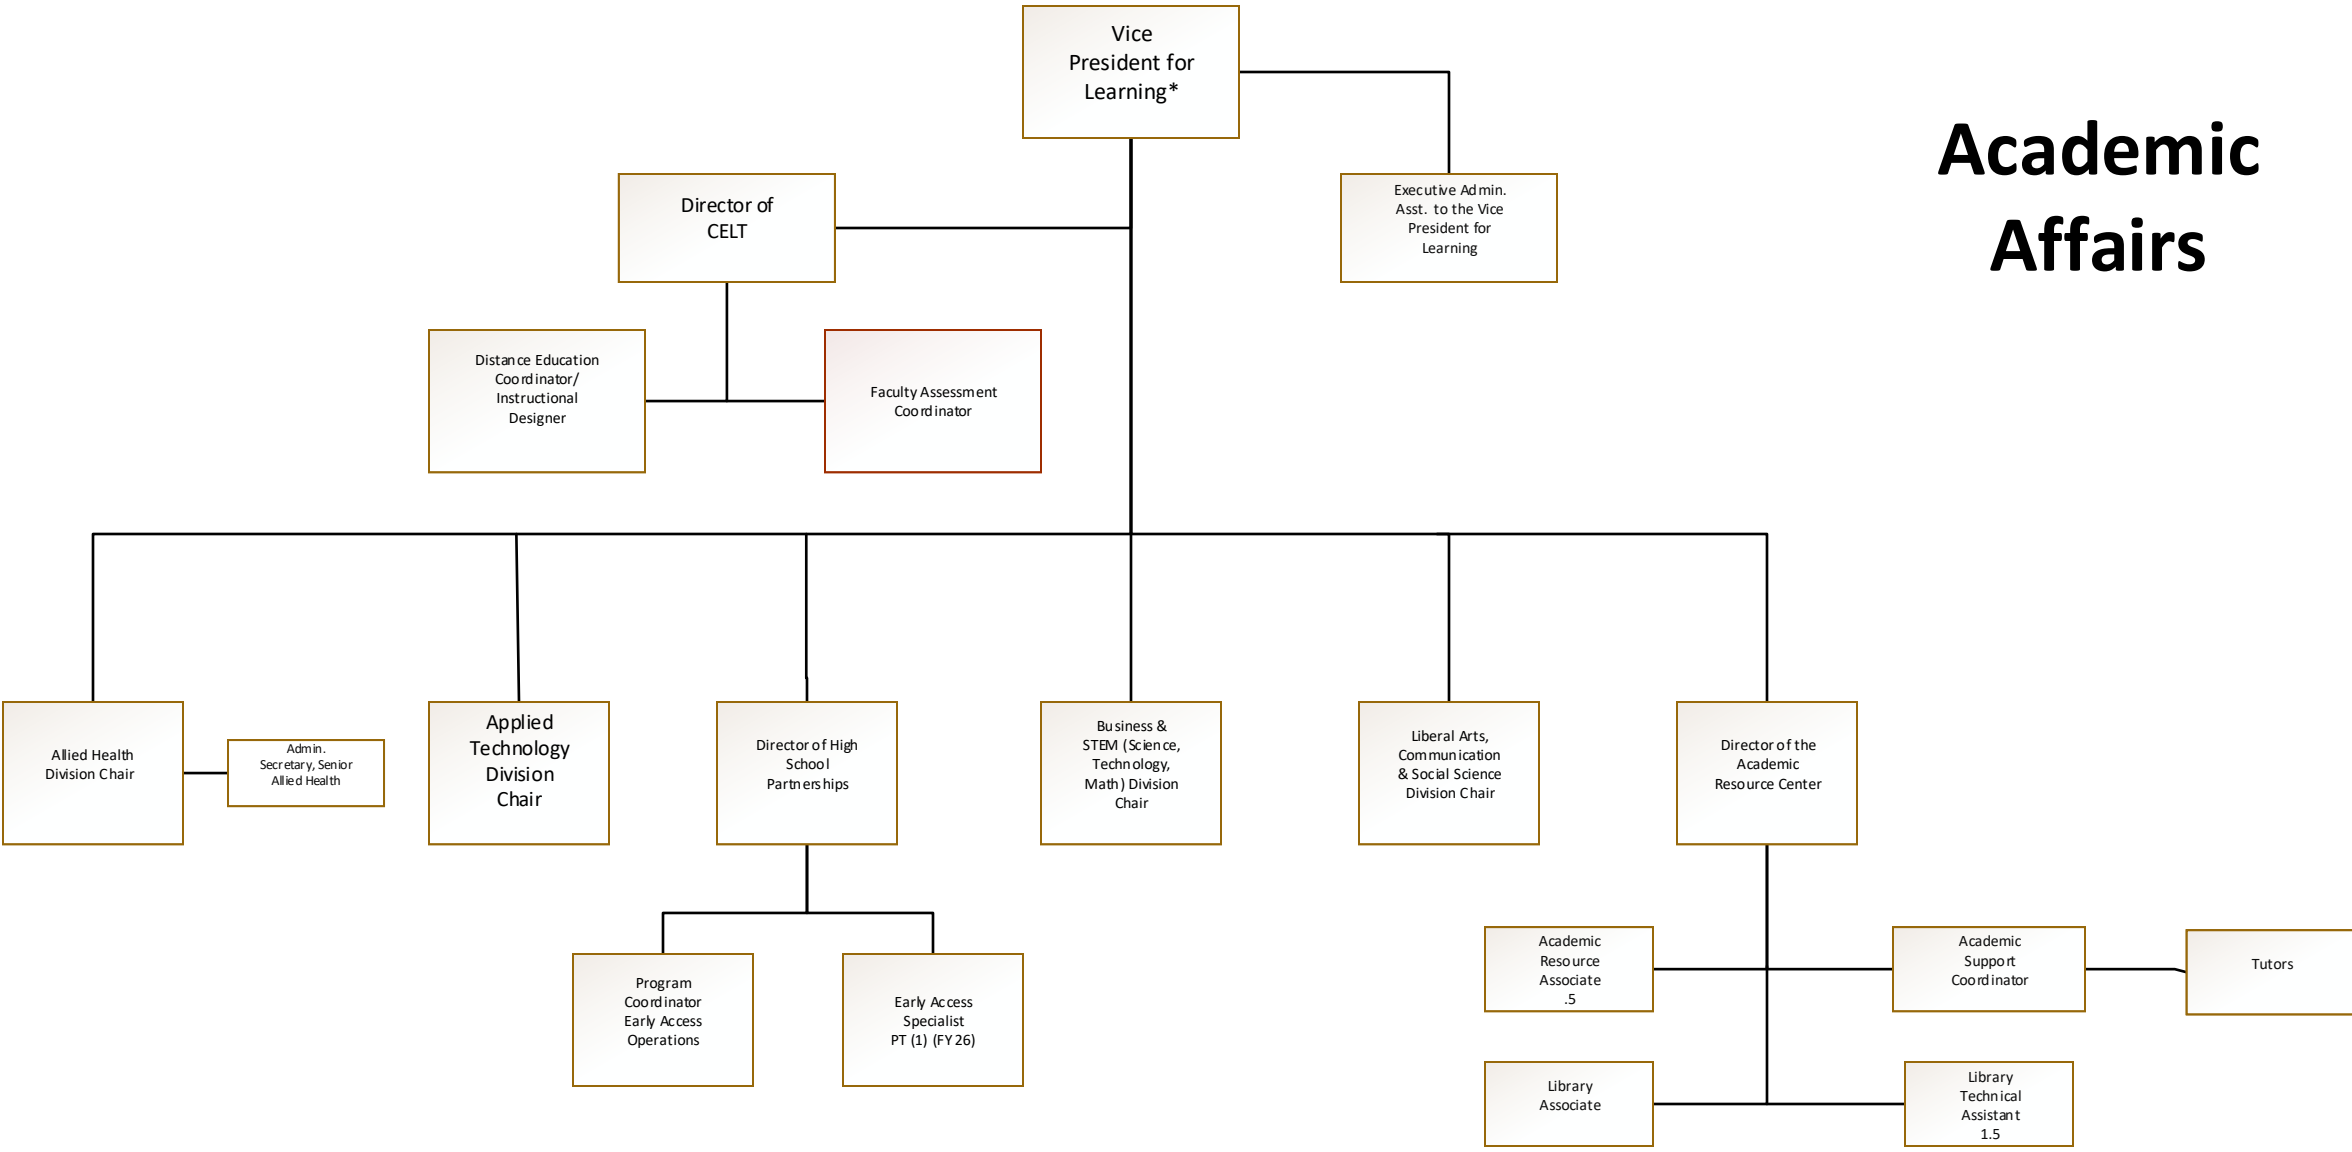 Vice
President for
Learning*
Academic
Affairs
Director of
CELT
Executive Admin.
Asst. to the Vice
President for
Learning
Distance Education
Coordinator/
Instructional
Designer
Faculty Assessment
Coordinator
Allied Health
Division Chair
Admin.
Secretary, Senior
Allied Health
Applied
Technology
Division
Chair
Director of High
School
Partnerships
Business &
STEM (Science,
Technology,
Math) Division
Chair
Liberal Arts,
Communication
& Social Science
Division Chair
Director of the
Academic
Resource Center
Program
Coordinator
Early Access
Operations
Early Access
Specialist
PT (1) (FY 26)
Academic
Resource
Associate
.5
Academic
Support
Coordinator
Tutors
Library
Associate
Library
Technical
Assistant
1.5